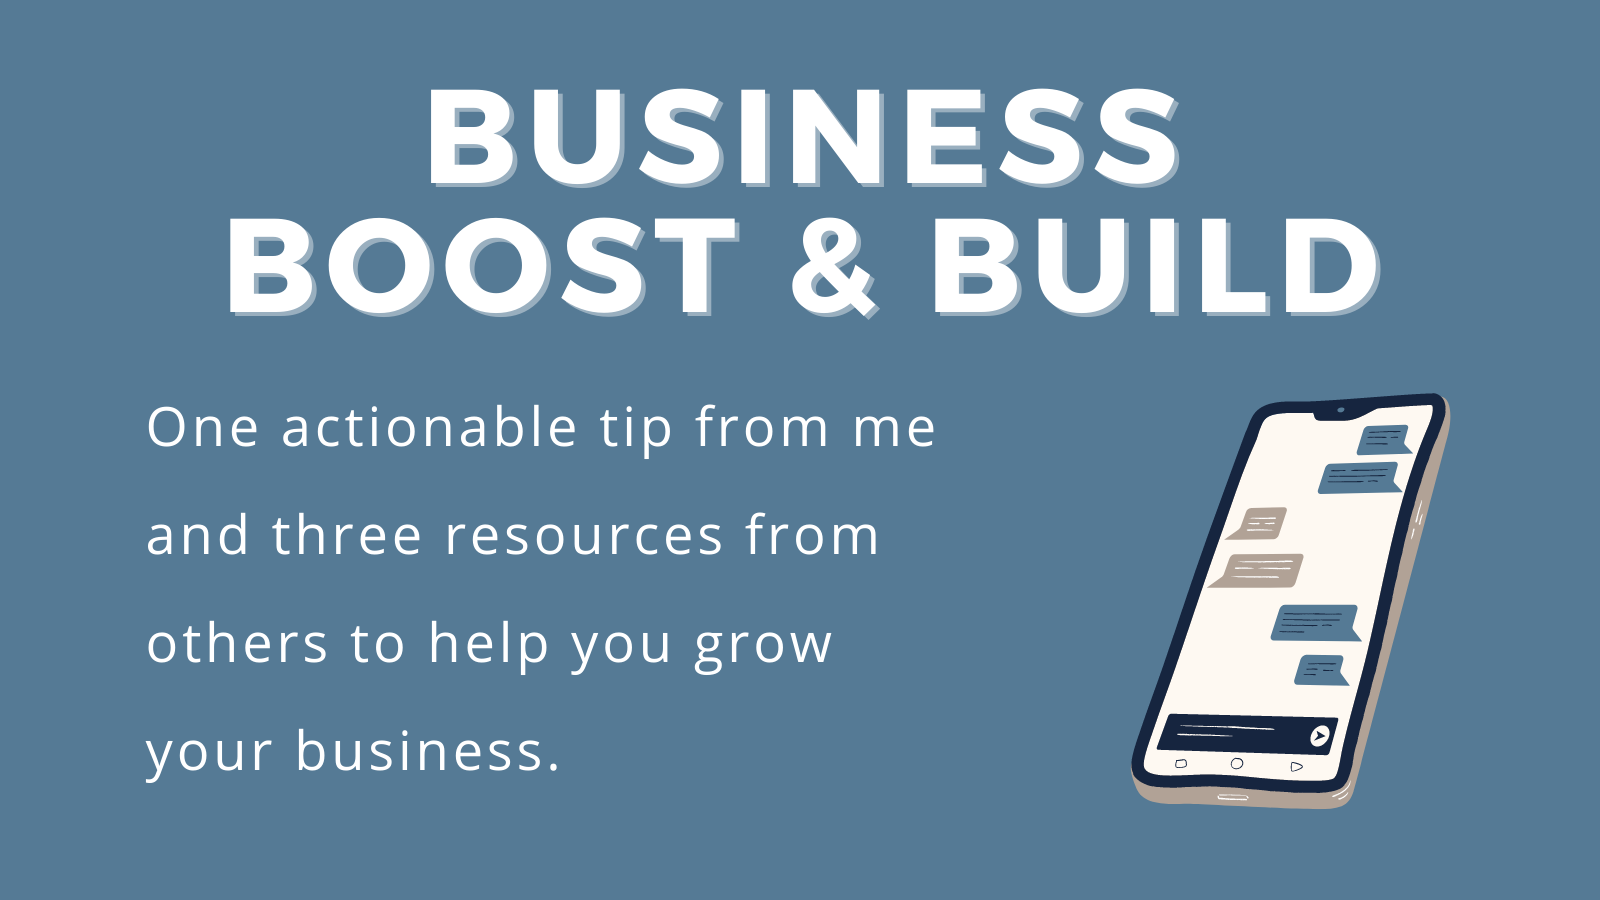 BUSINESS
BOOST & BUILD
One actionable tip from me
and three resources from
others to help you grow
your business.